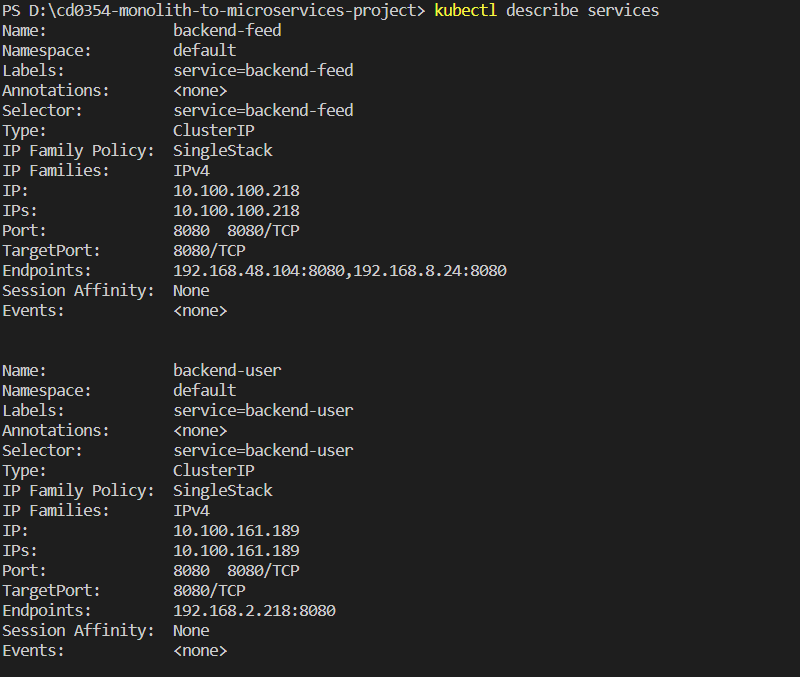 PS D:\cd0354-monolith-to-microservices-project> kubectl describe services
Name:              backend-feed
Namespace:         default
Labels:            service=backend-feed
Annotations:       <none>
Selector:          service=backend-feed
Type:              ClusterIP
IP Family Policy:  SingleStack
IP Families:       IPv4
IP:                10.100.100.218
IPs:               10.100.100.218
Port:              8080  8080/TCP
TargetPort:        8080/TCP
Endpoints:         192.168.48.104:8080,192.168.8.24:8080
Session Affinity:  None
Events:            <none>
Name:              backend-user
Namespace:         default
Labels:            service=backend-user
Annotations:       <none>
Selector:          service=backend-user
Type:              ClusterIP
IP Family Policy:  SingleStack
IP Families:       IPv4
IP:                10.100.161.189
IPs:               10.100.161.189
Port:              8080  8080/TCP
TargetPort:        8080/TCP
Endpoints:         192.168.2.218:8080
Session Affinity:  None
Events:            <none>